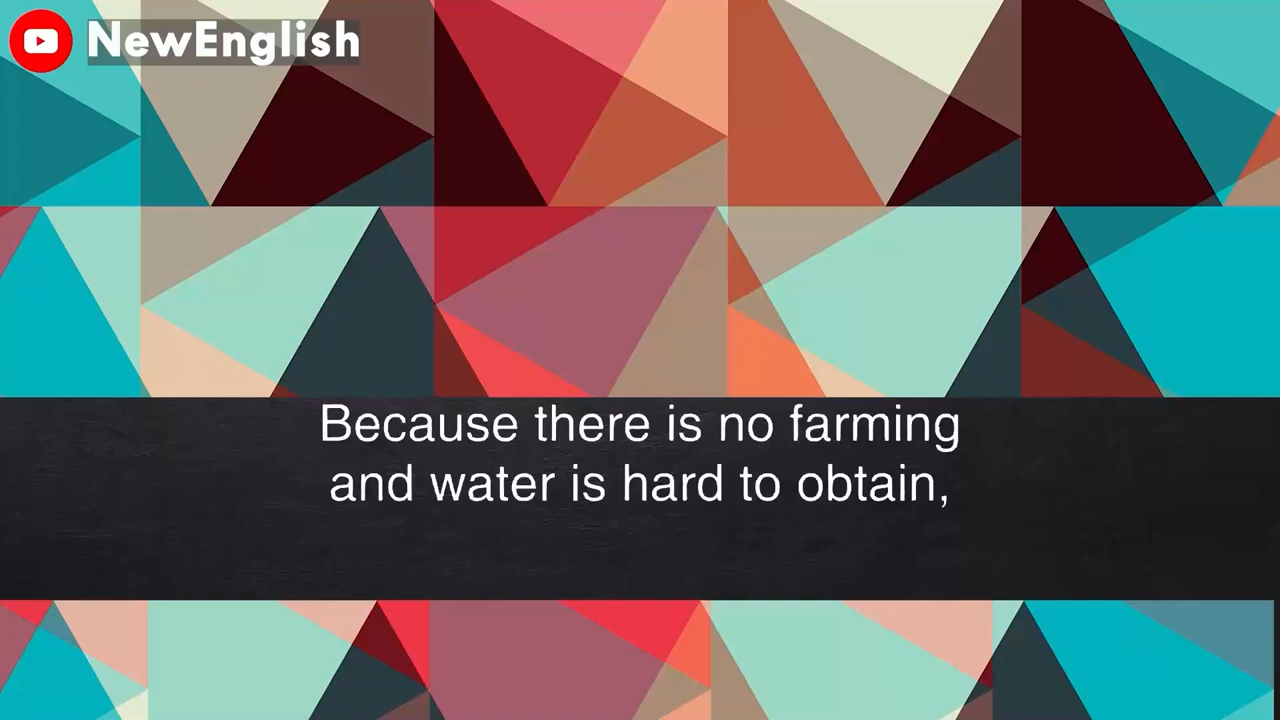 NewEnglish
Because there is no farming
and water is hard to obtain,